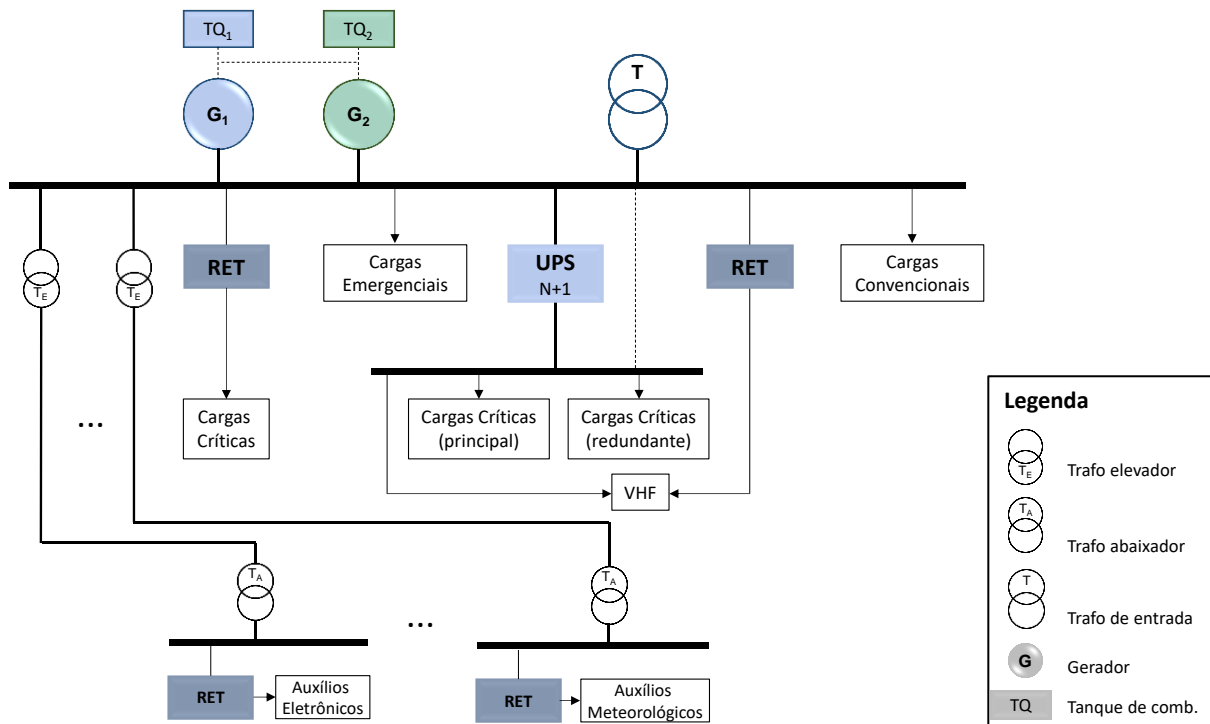 TQ1
TQ2
T
G1
G2
TE
TE
RET
Cargas
Emergenciais
UPS
N+1
RET
Cargas
Convencionais
...
Cargas
Críticas
Cargas Críticas
(principal)
Cargas Críticas
(redundante)
VHF
TA
TA
...
RET
Auxílios
Eletrônicos
RET
Auxílios
Meteorológicos
Legenda
TE
Trafo elevador
TA
Trafo abaixador
T
Trafo de entrada
G
Gerador
TQ
Tanque de comb.